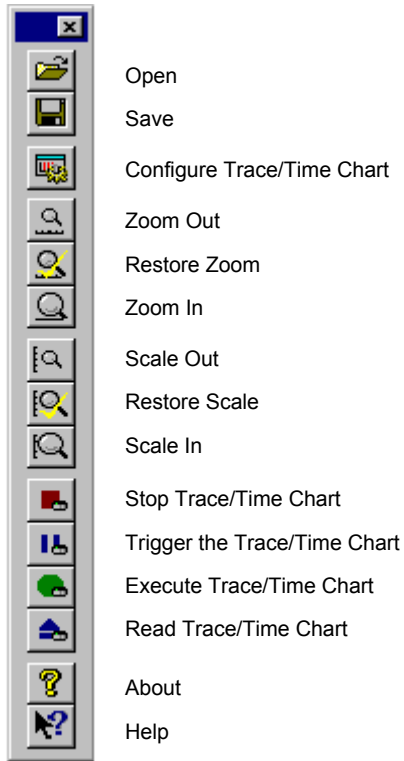 Open
Save
Configure Trace/Time Chart
Zoom Out
Restore Zoom
Zoom In
Scale Out
Restore Scale
Scale In
Stop Trace/Time Chart
Trigger the Trace/Time Chart
Execute Trace/Time Chart
Read Trace/Time Chart
About
Help